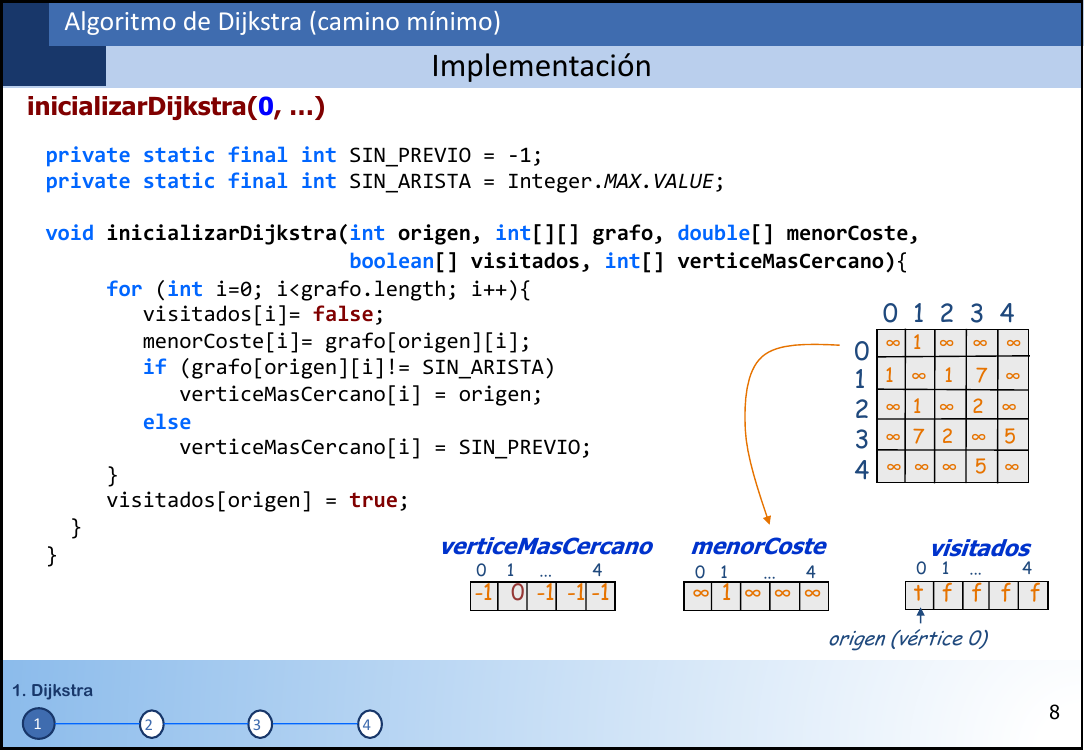 Algoritmo de Dijkstra (camino mínimo)
Implementación
inicializarDijkstra(0, ...)
private static final int SIN_PREVIO = -1;
private static final int SIN_ARISTA = Integer.MAX.VALUE;
void inicializarDijkstra(int origen, int[][] grafo, double[] menorCoste,
boolean[] visitados, int[] verticeMasCercano){
for (int i=0; i<grafo.length; i++){
visitados[i]= false;
menorCoste[i]= grafo[origen][i];
if (grafo[origen][i]!= SIN_ARISTA)
verticeMasCercano[i] = origen;
else
verticeMasCercano[i] = SIN_PREVIO;
}
visitados[origen] = true;
}
}
0 1 2 3 4
0 ∞ 1 ∞ ∞ ∞
1 1 ∞ 1 7 ∞
2 ∞ 1 ∞ 2 ∞
3 ∞ 7 2 ∞ 5
4 ∞ ∞ ∞ 5 ∞
verticeMasCercano
0 1 ... 4
-1 0 -1 -1 -1
menorCoste
0 1 ... 4
∞ 1 ∞ ∞ ∞
visitados
0 1 ... 4
t f f f f
origen (vértice 0)
1. Dijkstra
1 2 3 4
8